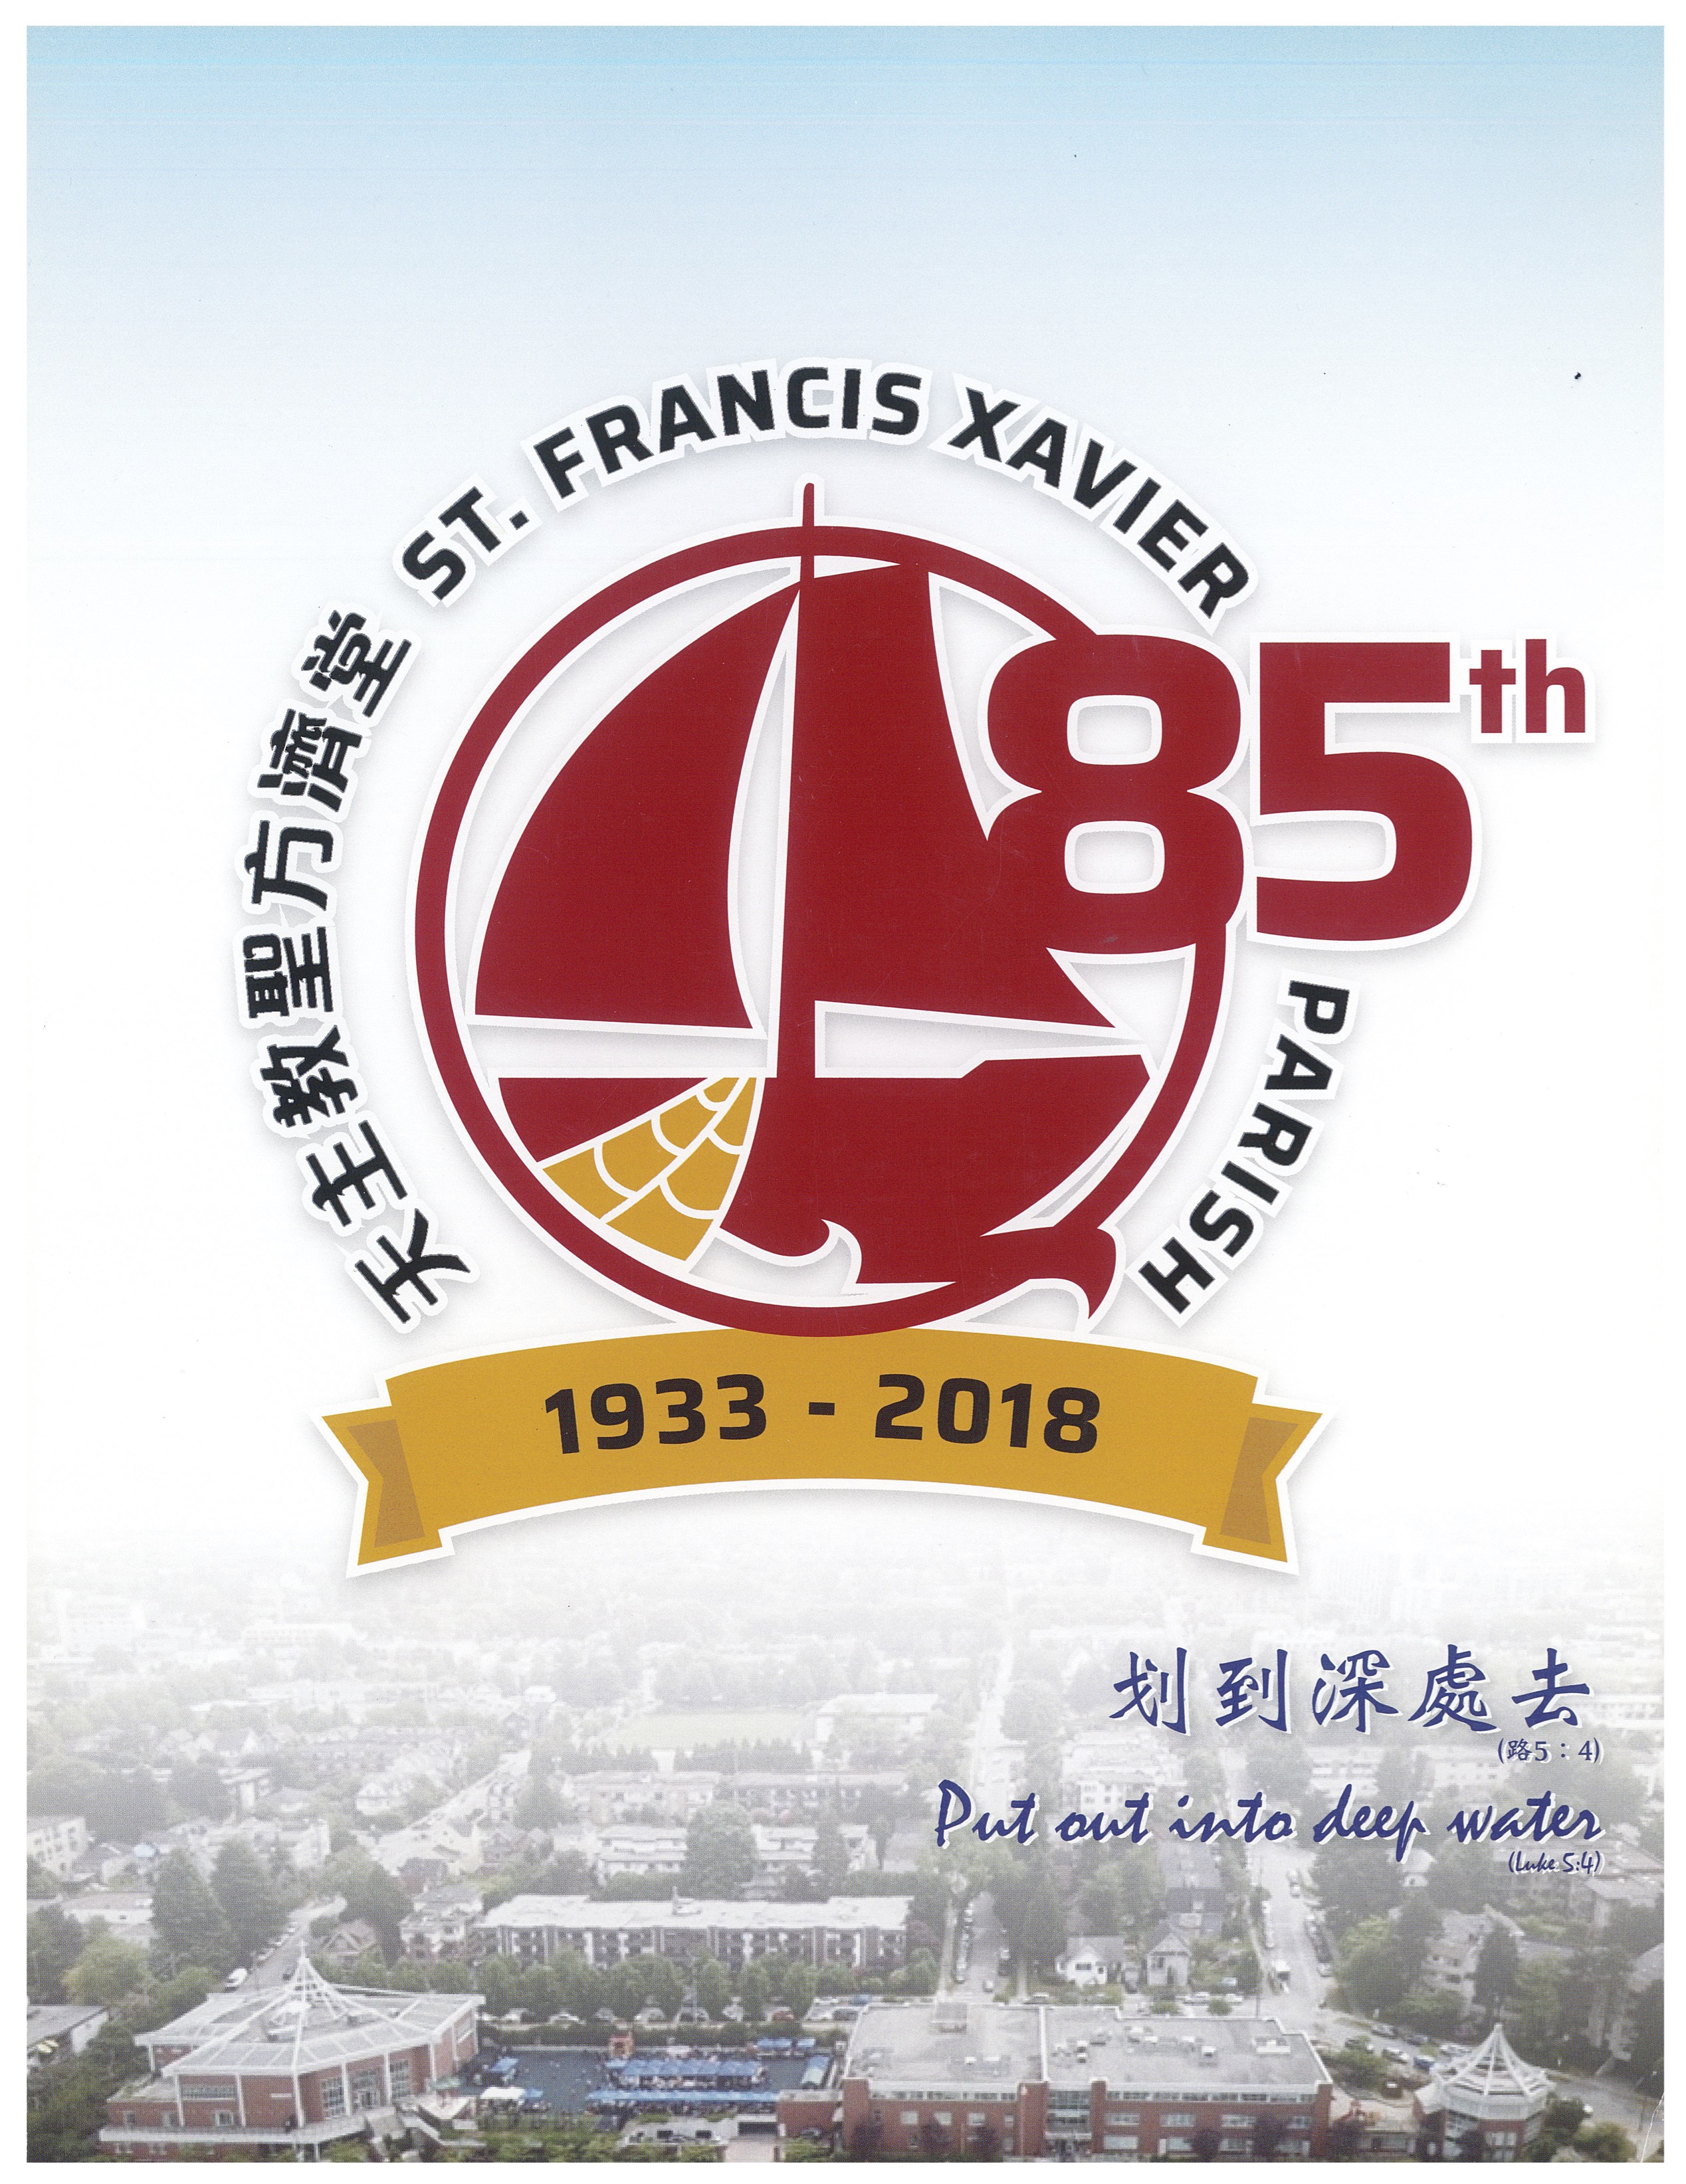 天主教聖方濟堂 ST. FRANCIS XAVIER PARISH
85th
1933 - 2018
划到深處去
(路5：4)
Put out into deep water
(Luke 5:4)